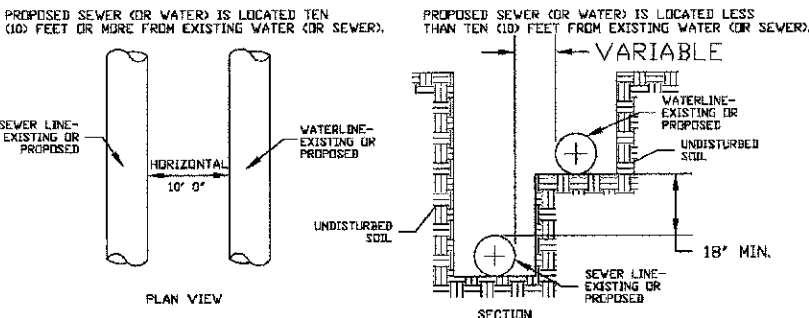 PROPOSED SEWER (OR WATER) IS LOCATED TEN
(10) FEET OR MORE FROM EXISTING WATER (OR SEWER).
SEWER LINE-
EXISTING OR
PROPOSED
HORIZONTAL
10' 0"
WATERLINE-
EXISTING OR
PROPOSED
PLAN VIEW
PROPOSED SEWER (OR WATER) IS LOCATED LESS
THAN TEN (10) FEET FROM EXISTING WATER (OR SEWER).
VARIABLE
WATERLINE-
EXISTING OR
PROPOSED
UNDISTURBED
SOIL
UNDISTURBED
SOIL
18" MIN.
SEWER LINE-
EXISTING OR
PROPOSED
SECTION